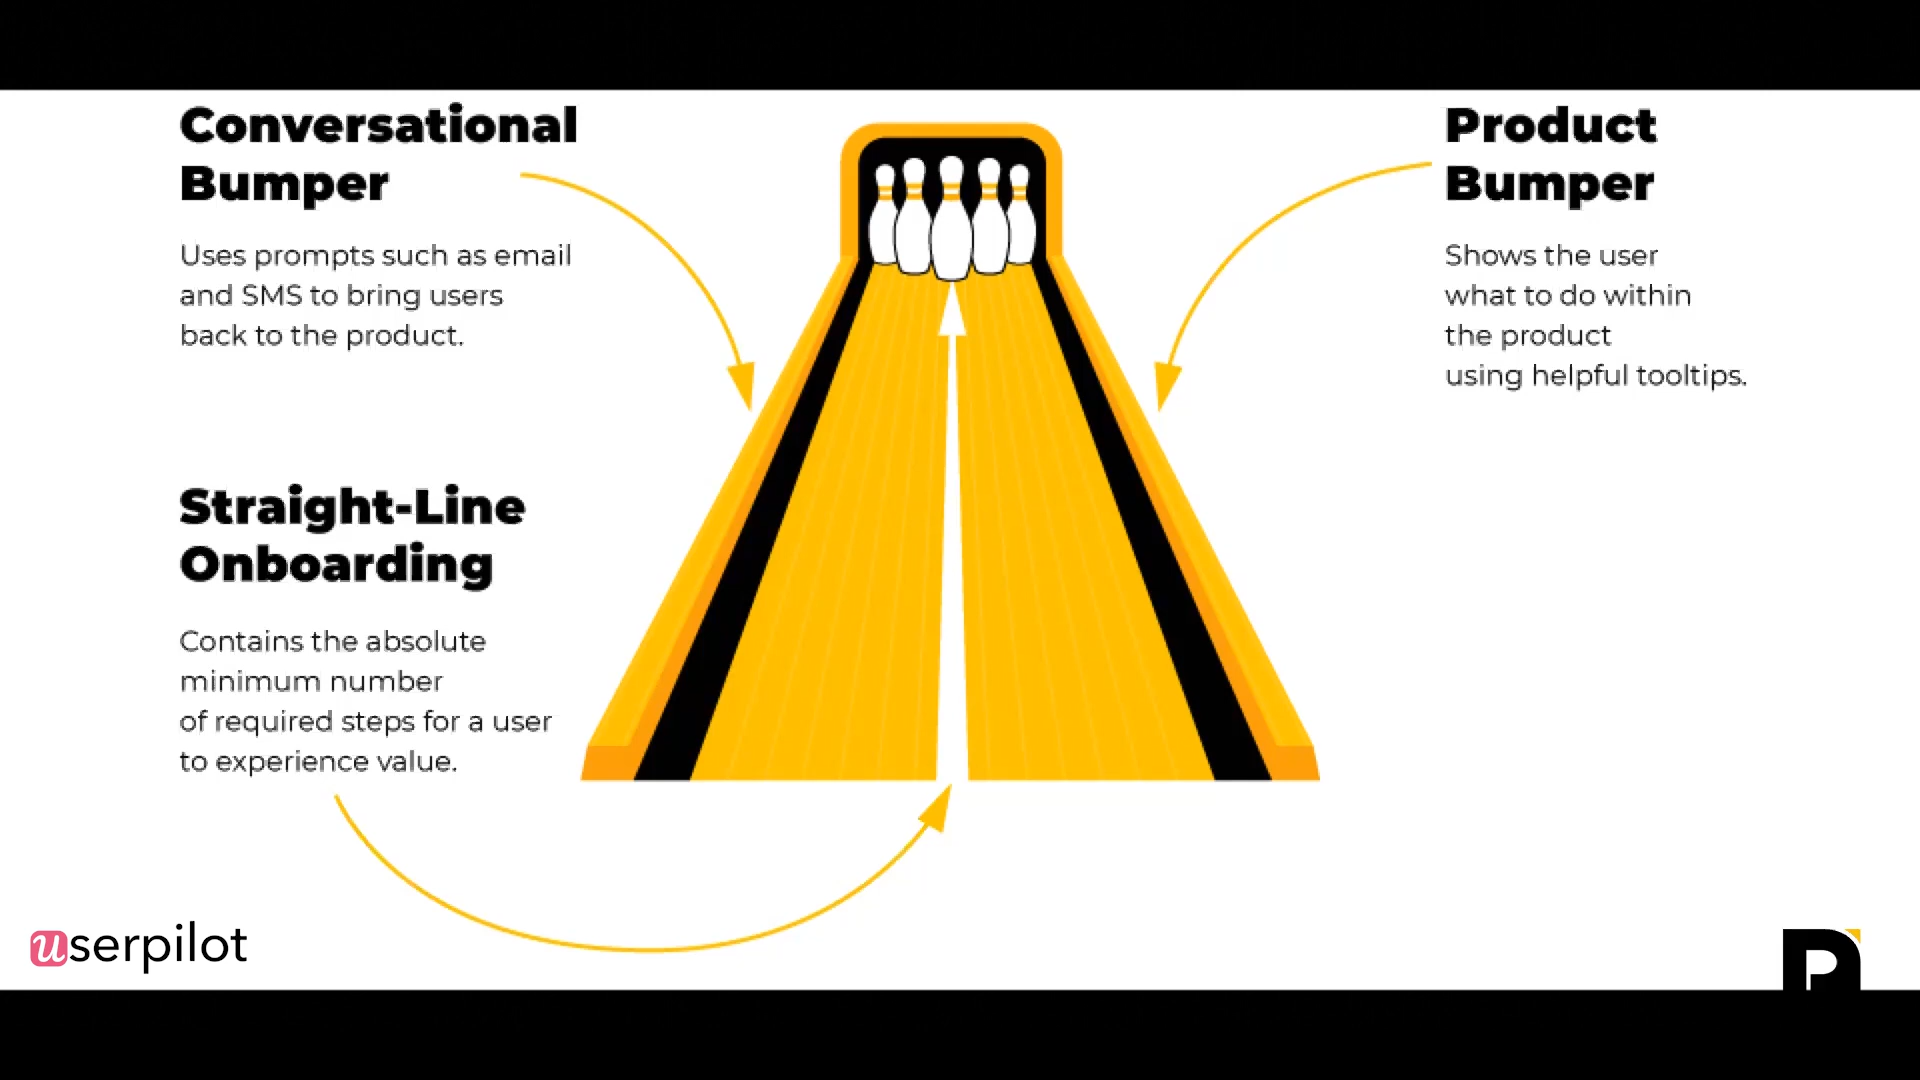 Conversational
Bumper
Uses prompts such as email
and SMS to bring users
back to the product.
Straight-Line
Onboarding
Contains the absolute
minimum number
of required steps for a user
to experience value.
Product
Bumper
Shows the user
what to do within
the product
using helpful tooltips.
userpilot
P